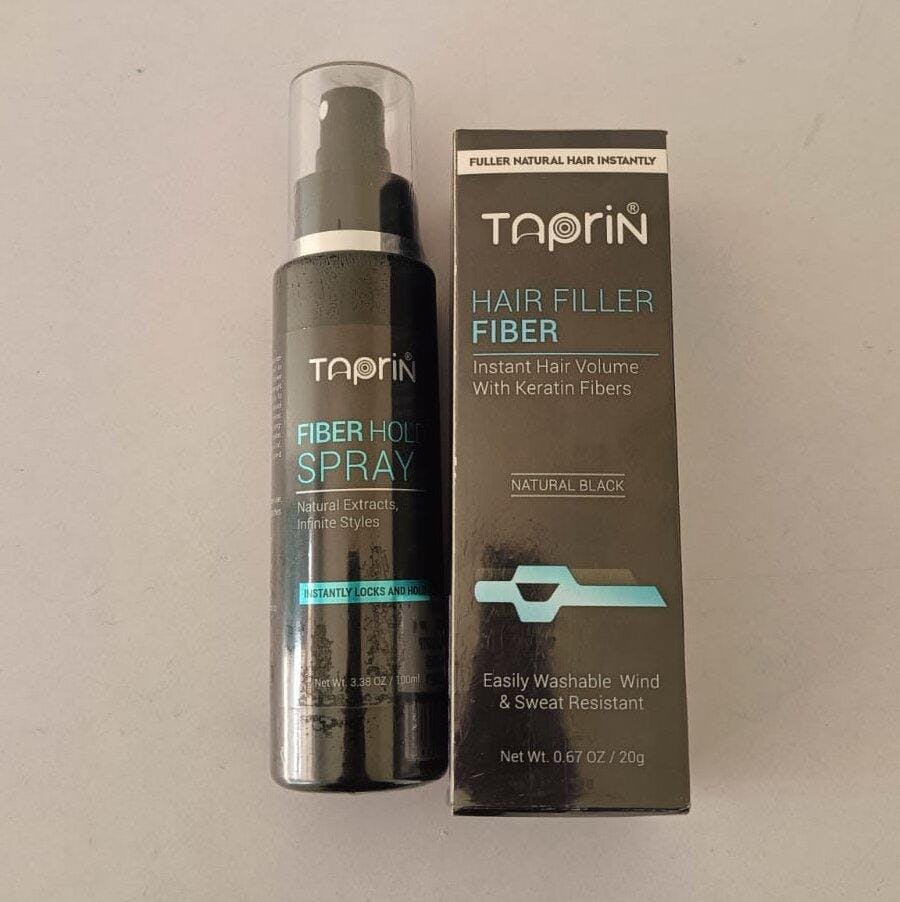 TAPRIN®
FIBER HOLD
SPRAY
Natural Extracts,
Infinite Styles
INSTANTLY LOCKS AND HOLD
Net Wt. 3.38 OZ / 100ml
FULLER NATURAL HAIR INSTANTLY
TAPRIN®
HAIR FILLER
FIBER
Instant Hair Volume
With Keratin Fibers
NATURAL BLACK
Easily Washable Wind
& Sweat Resistant
Net Wt. 0.67 OZ / 20g